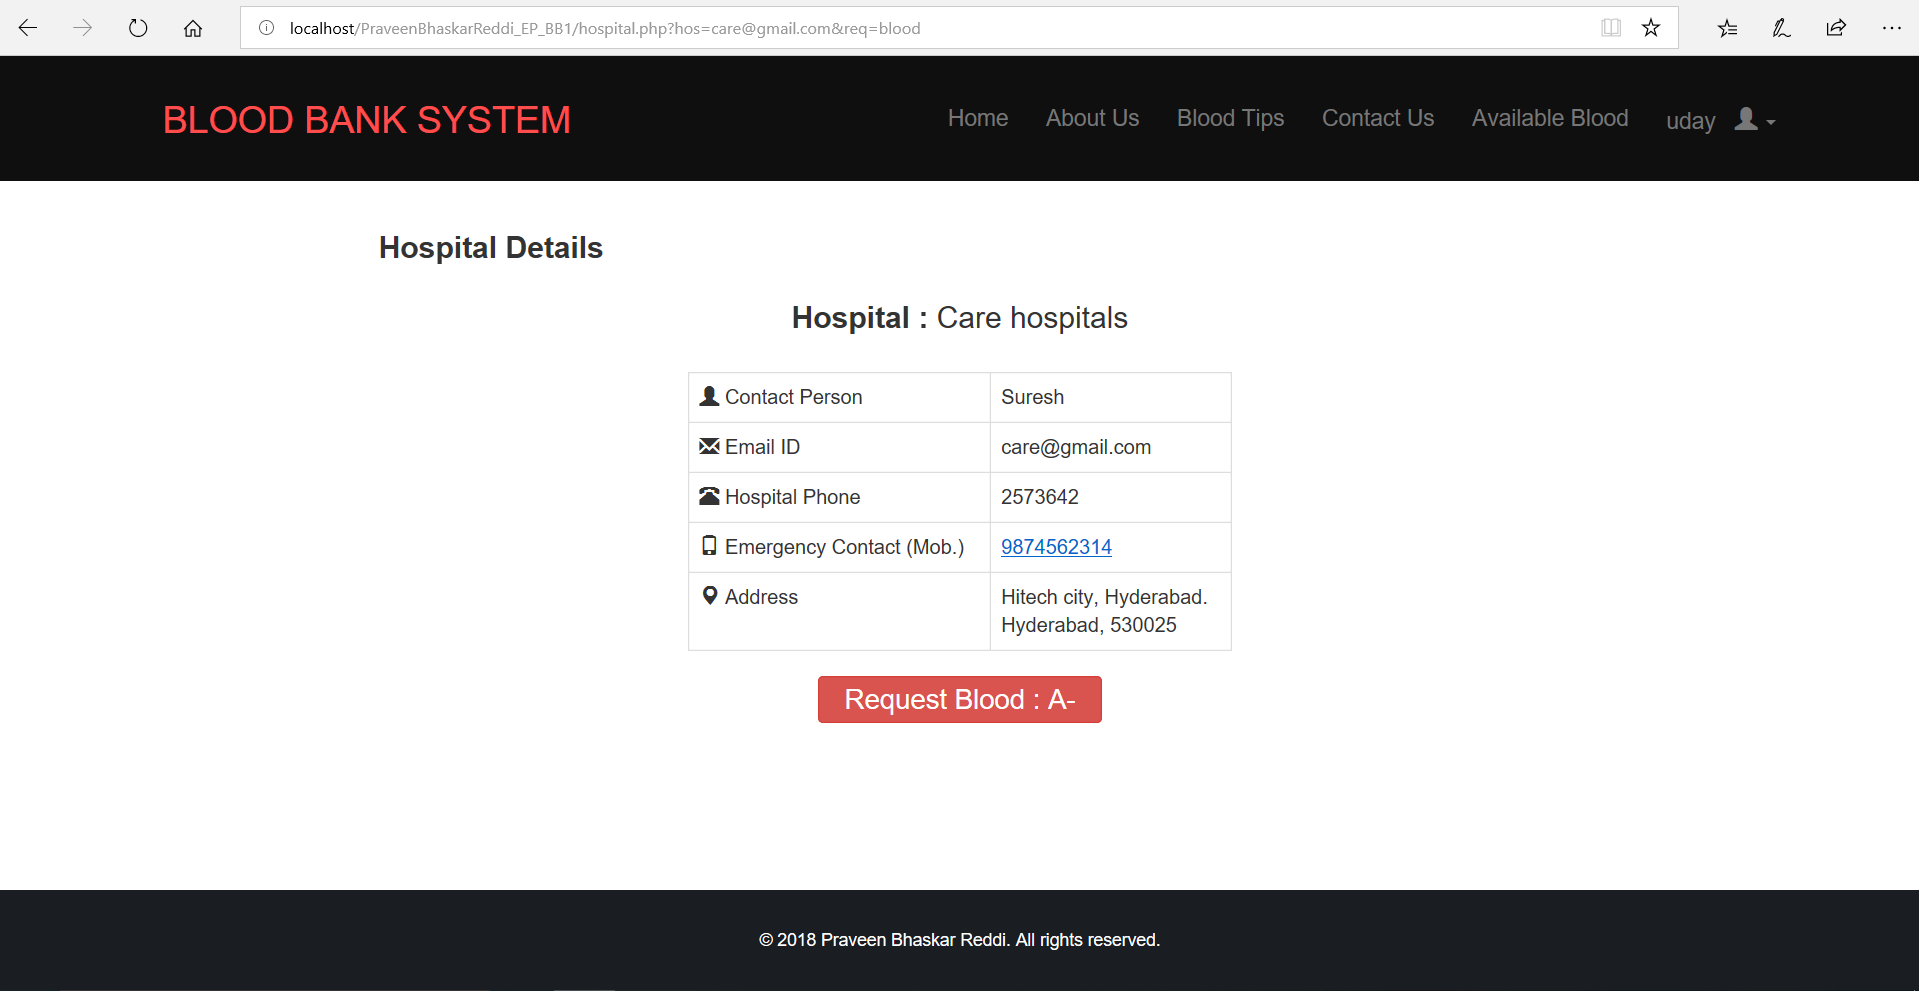 localhost/PraveenBhaskarReddi_EP_BB1/hospital.php?hos=care@gmail.com&req=blood
BLOOD BANK SYSTEM
Home About Us Blood Tips Contact Us Available Blood uday
Hospital Details
Hospital : Care hospitals
Contact Person Suresh
Email ID care@gmail.com
Hospital Phone 2573642
Emergency Contact (Mob.) 9874562314
Address Hitech city, Hyderabad.
Hyderabad, 530025
Request Blood : A-
© 2018 Praveen Bhaskar Reddi. All rights reserved.